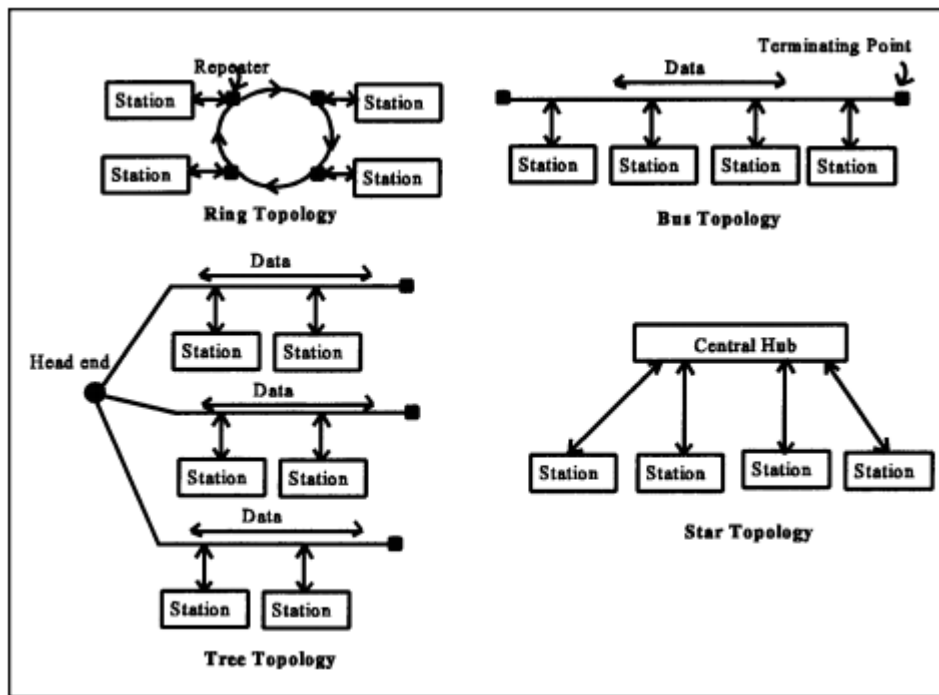 Repeater
Station
Station
Station
Station
Ring Topology
Terminating Point
Data
Station
Station
Station
Station
Bus Topology
Data
Station
Station
Head end
Data
Station
Station
Data
Station
Station
Tree Topology
Central Hub
Station
Station
Station
Station
Star Topology